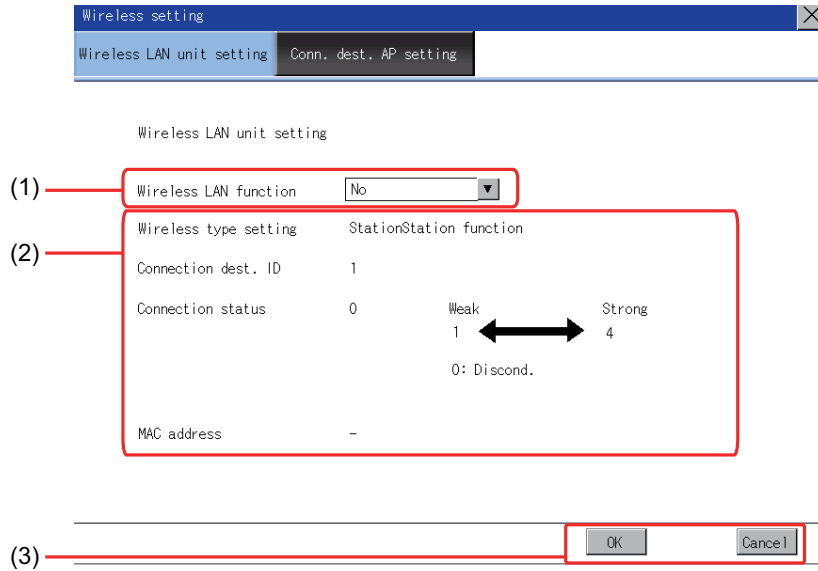 Wireless setting
Wireless LAN unit setting Conn. dest. AP setting
Wireless LAN unit setting
(1) Wireless LAN function No
(2) Wireless type setting StationStation function
Connection dest. ID 1
Connection status 0 Weak Strong
1 4
0: Discond.
MAC address –
(3) OK Cancel